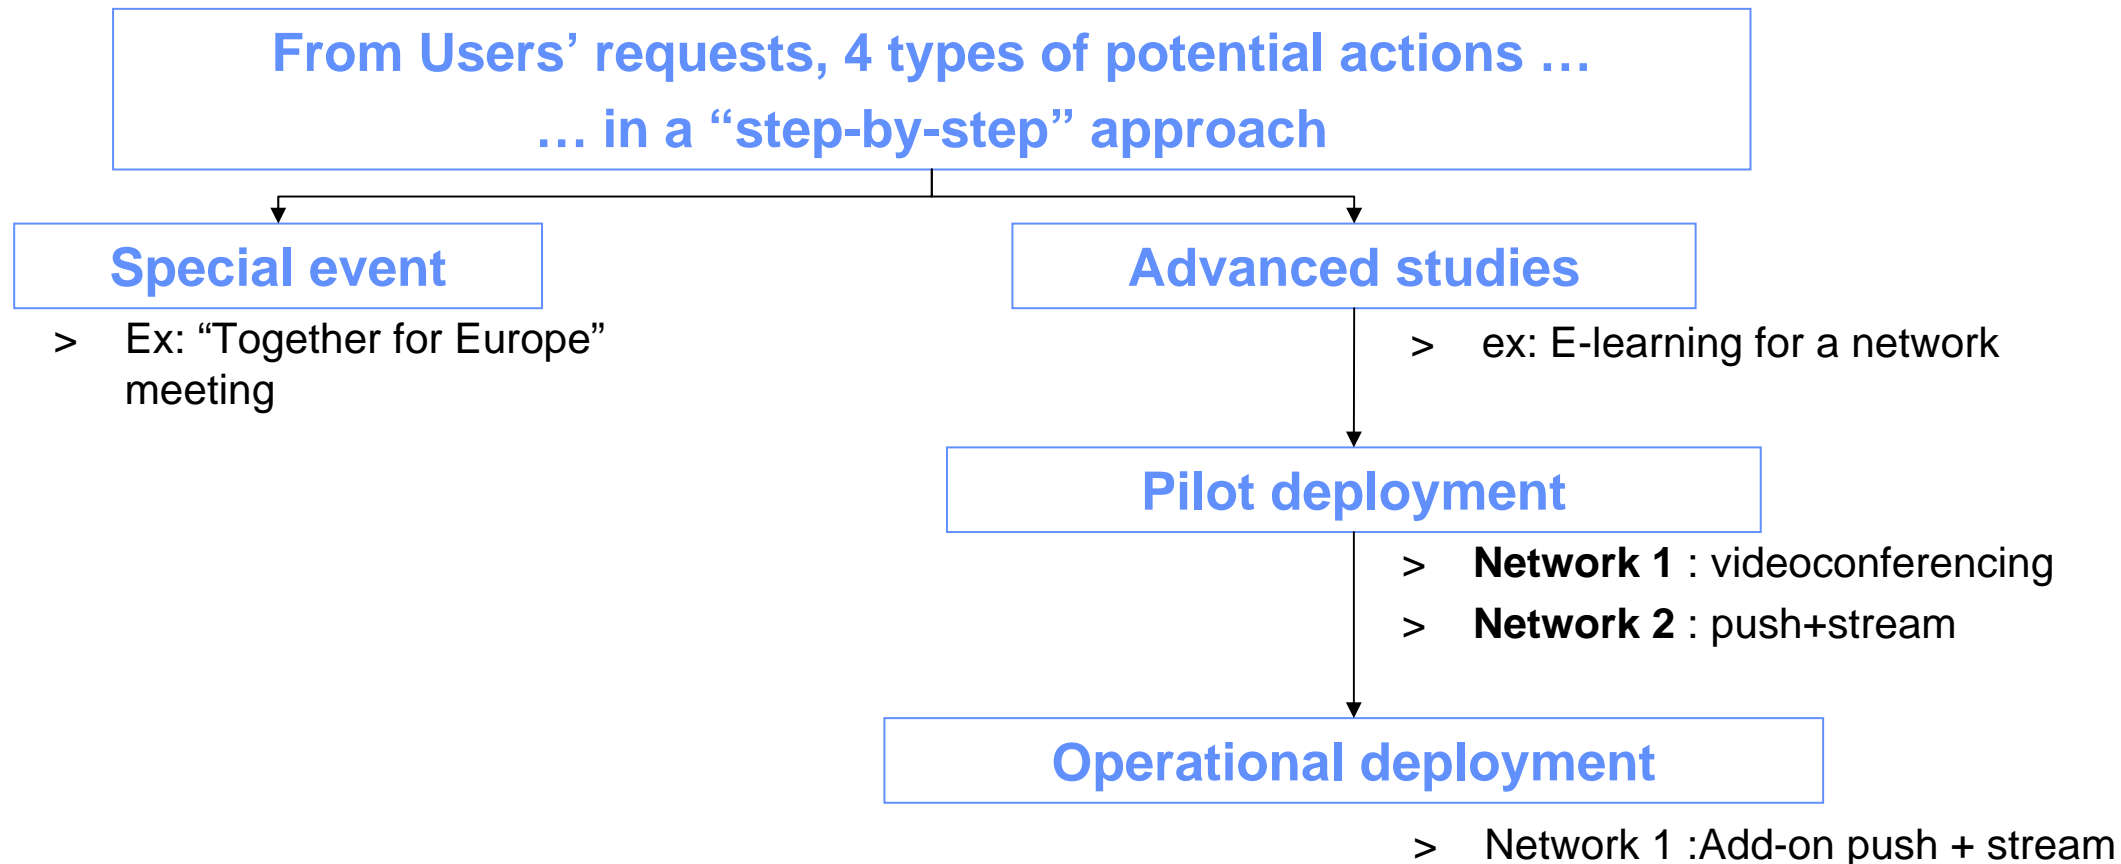 From Users’ requests, 4 types of potential actions …
… in a “step-by-step” approach
Special event
Advanced studies
> Ex: “Together for Europe”
meeting
> ex: E-learning for a network
Pilot deployment
> Network 1 : videoconferencing
> Network 2 : push+stream
Operational deployment
> Network 1 :Add-on push + stream